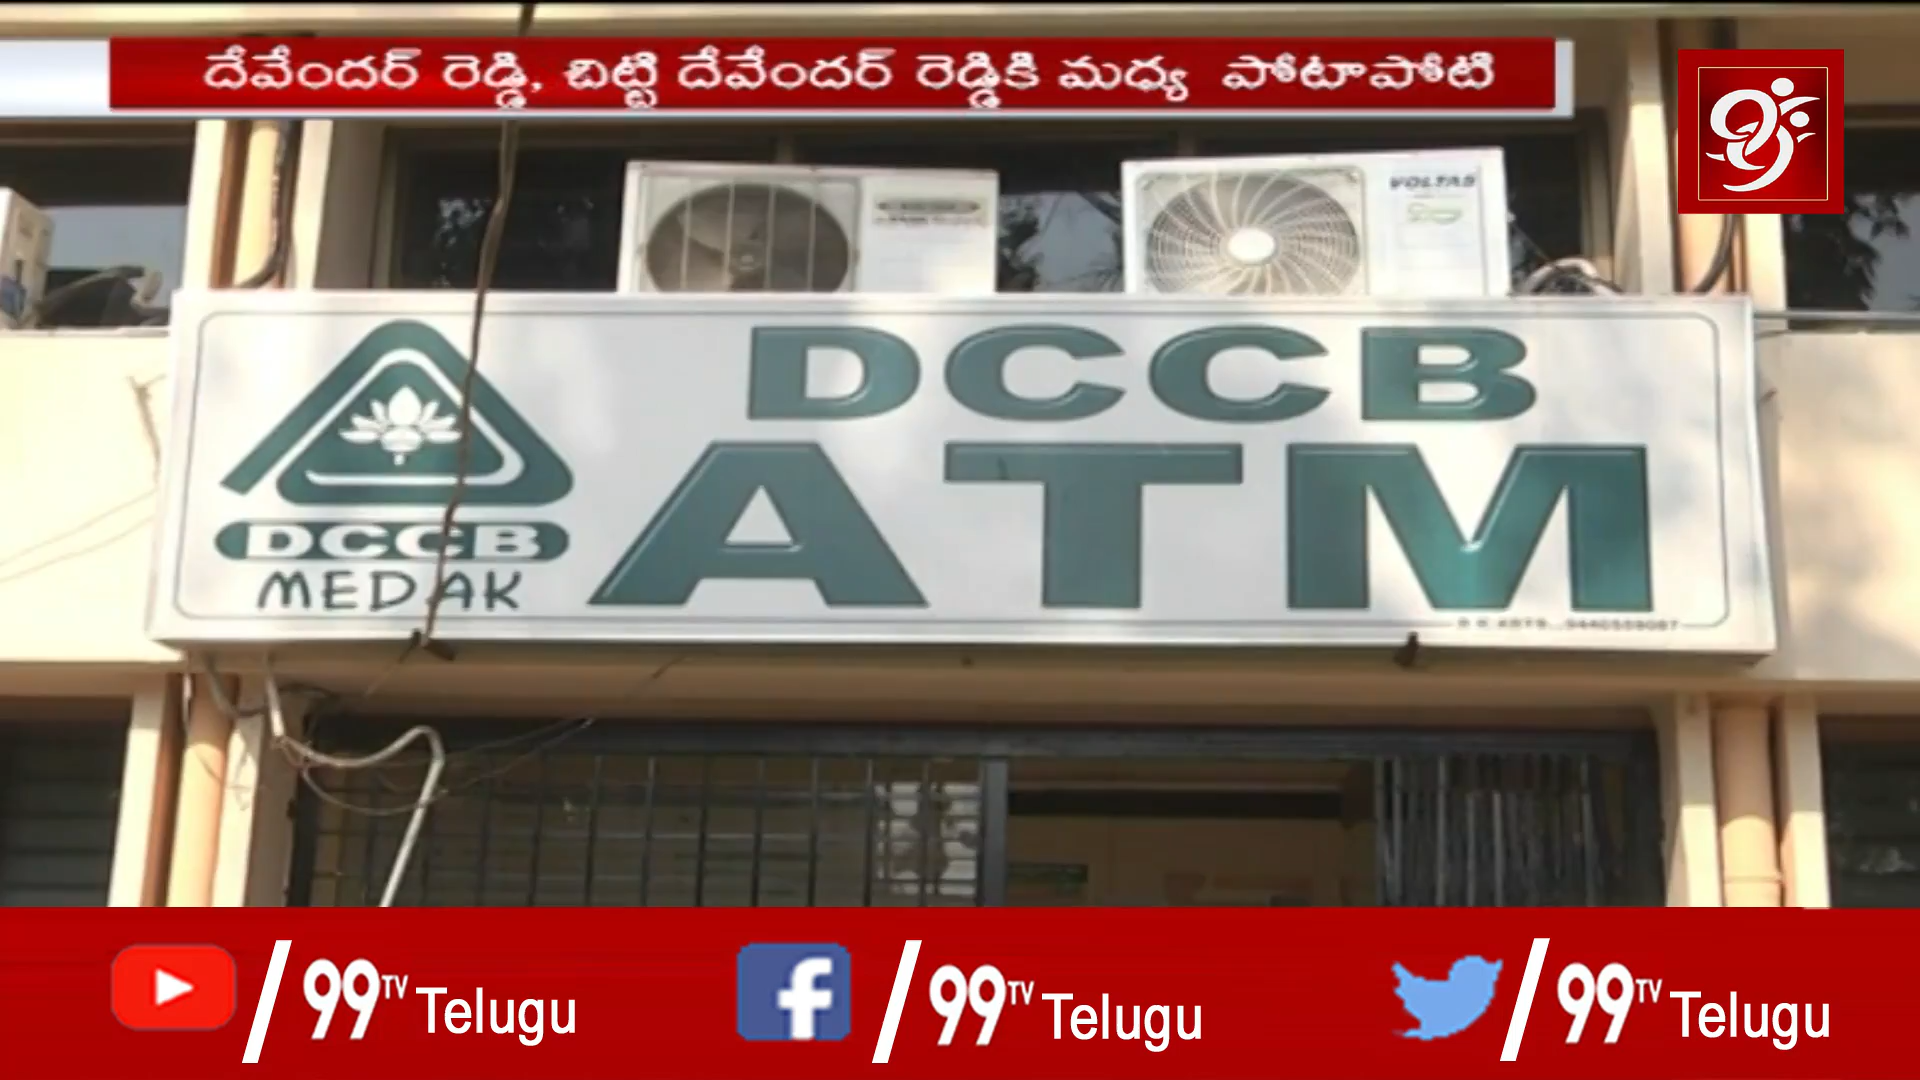 దేవేందర్ రెడ్డి, చిట్టి దేవేందర్ రెడ్డికి మధ్య పోటాపోటి
VOLTAS
DCCB
ATM
DCCB
MEDAK
/99TV Telugu
/99TV Telugu
/99TV Telugu